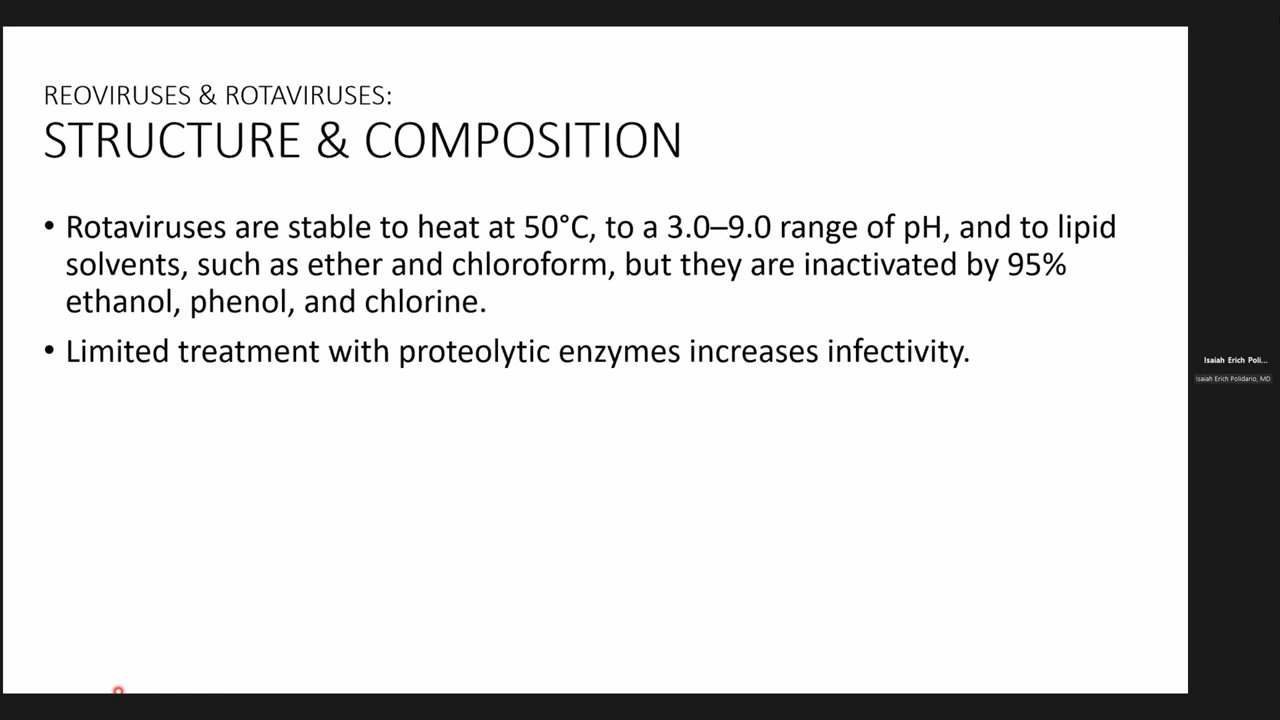 REOVIRUSES & ROTAVIRUSES:
STRUCTURE & COMPOSITION
• Rotaviruses are stable to heat at 50°C, to a 3.0–9.0 range of pH, and to lipid
solvents, such as ether and chloroform, but they are inactivated by 95%
ethanol, phenol, and chlorine.
• Limited treatment with proteolytic enzymes increases infectivity.
Isaiah Erich Poli...
Isaiah Erich Polidario, MD